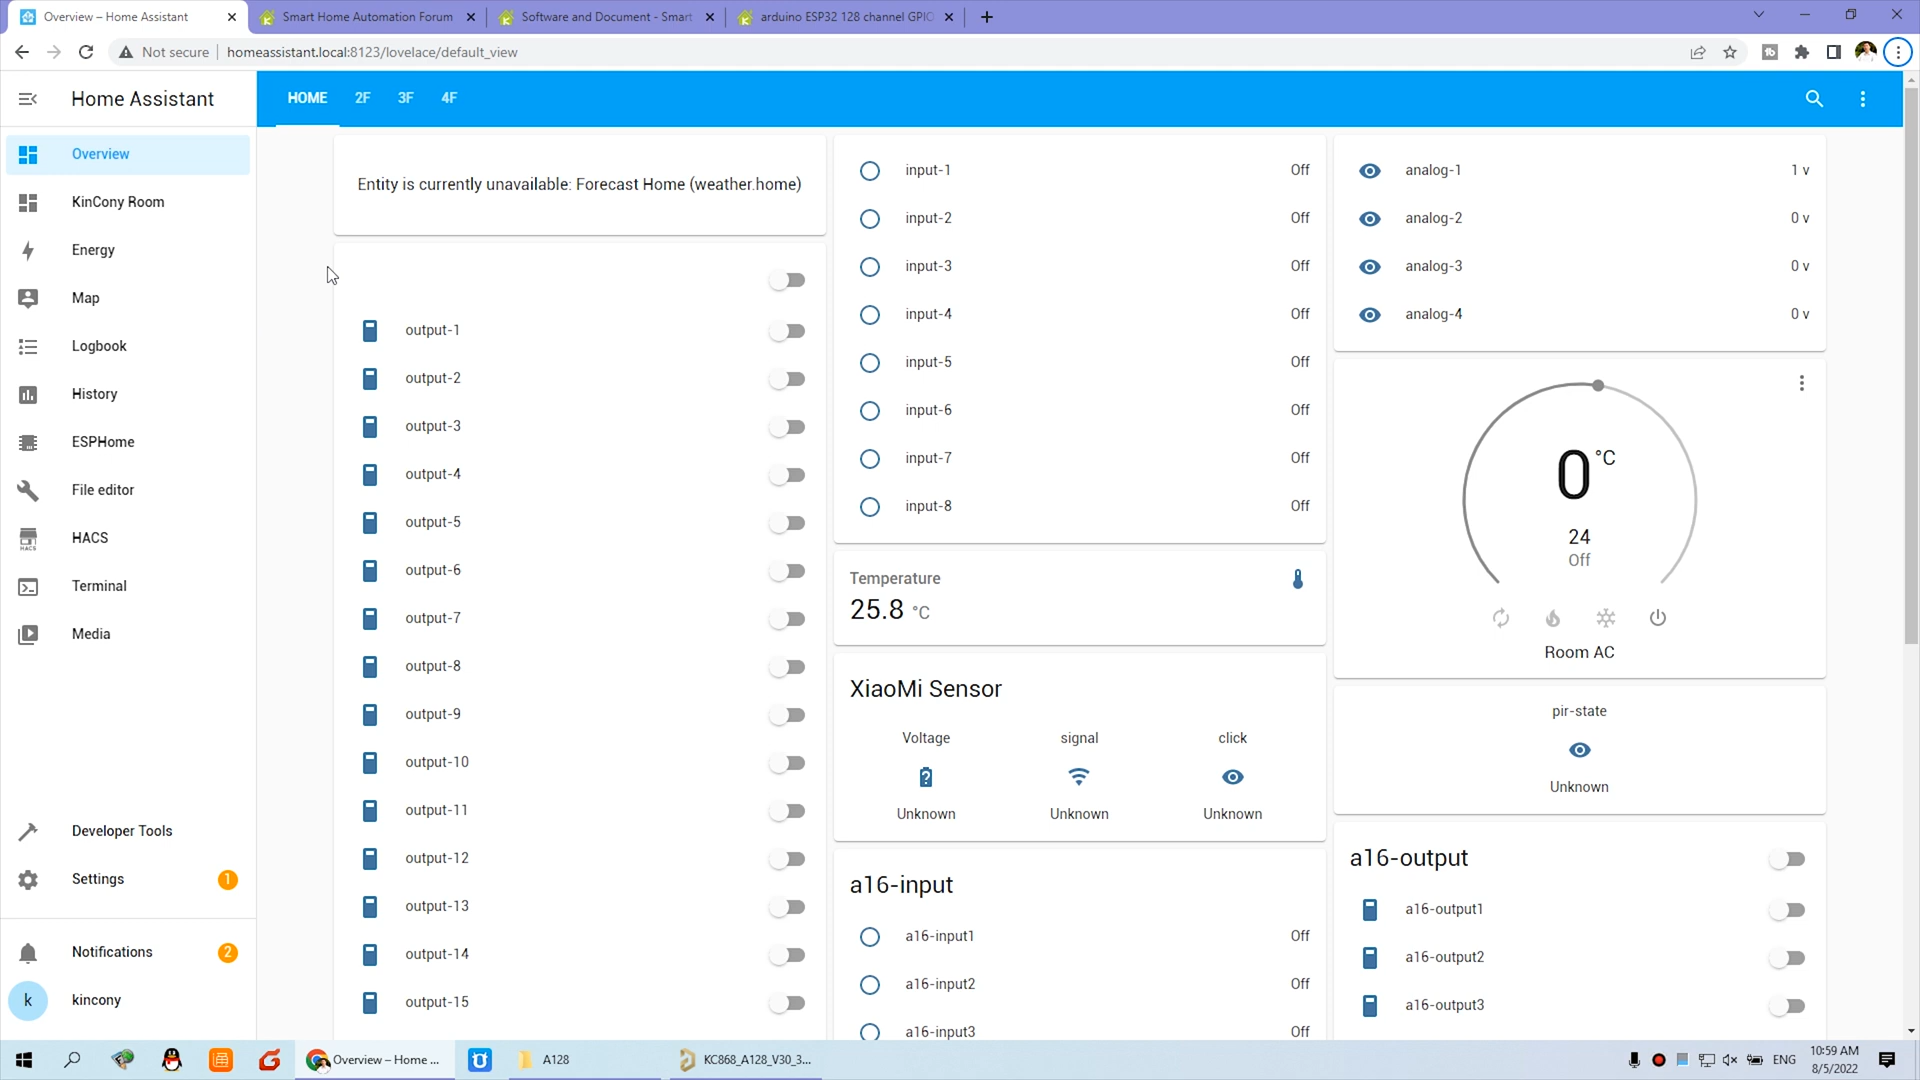 Overview – Home Assistant
Smart Home Automation Forum
Software and Document - Smart
arduino ESP32 128 channel GPIO
Not secure
homeassistant.local:8123/lovelace/default_view
Home Assistant
HOME
2F
3F
4F
Overview
KinCony Room
Energy
Map
Logbook
History
ESPHome
File editor
HACS
HACS
Terminal
Media
Developer Tools
Settings
1
Notifications
2
k
kincony
Entity is currently unavailable: Forecast Home (weather.home)
output-1
output-2
output-3
output-4
output-5
output-6
output-7
output-8
output-9
output-10
output-11
output-12
output-13
output-14
output-15
input-1 Off
input-2 Off
input-3 Off
input-4 Off
input-5 Off
input-6 Off
input-7 Off
input-8 Off
Temperature
25.8 °C
XiaoMi Sensor
Voltage signal click
Unknown Unknown Unknown
a16-input
a16-input1 Off
a16-input2 Off
a16-input3 Off
analog-1 1 v
analog-2 0 v
analog-3 0 v
analog-4 0 v
0 °C
24
Off
Room AC
pir-state
Unknown
a16-output
a16-output1
a16-output2
a16-output3
Overview – Home ...
A128
KC868_A128_V30_3...
ENG
10:59 AM
8/5/2022